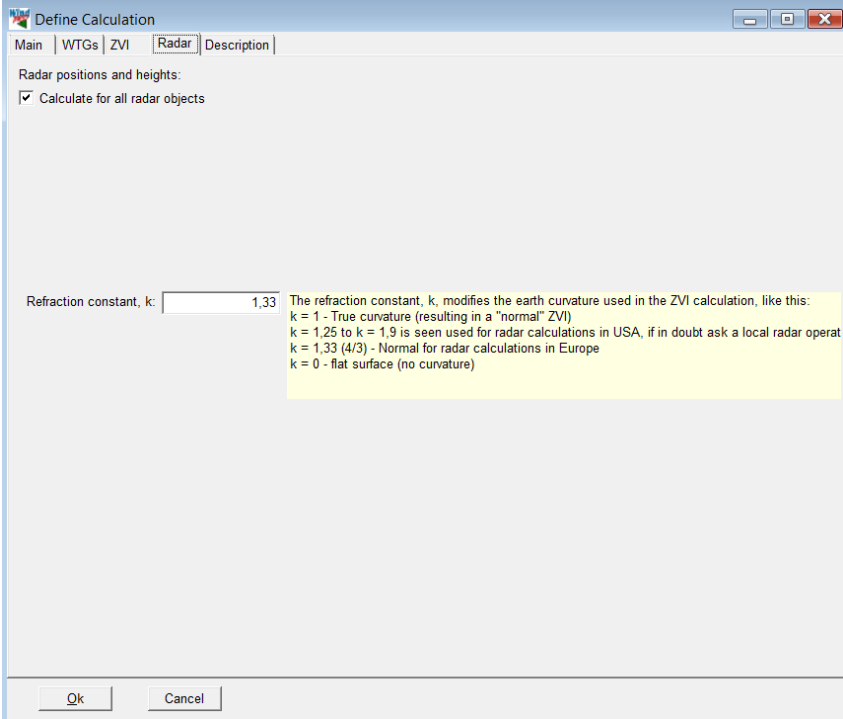 Wind
Define Calculation
Main WTGs ZVI Radar Description
Radar positions and heights:
Calculate for all radar objects
Refraction constant, k: 1,33
The refraction constant, k, modifies the earth curvature used in the ZVI calculation, like this:
k = 1 - True curvature (resulting in a "normal" ZVI)
k = 1,25 to k = 1,9 is seen used for radar calculations in USA, if in doubt ask a local radar operat
k = 1,33 (4/3) - Normal for radar calculations in Europe
k = 0 - flat surface (no curvature)
Ok Cancel